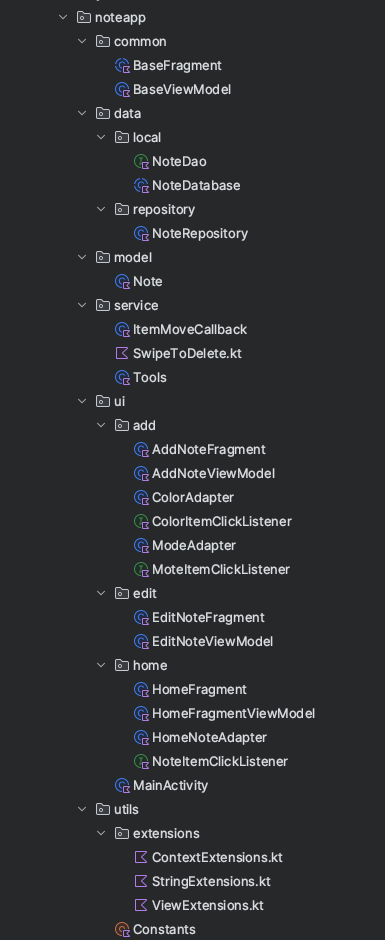 noteapp
common
BaseFragment
BaseViewModel
data
local
NoteDao
NoteDatabase
repository
NoteRepository
model
Note
service
ItemMoveCallback
SwipeToDelete.kt
Tools
ui
add
AddNoteFragment
AddNoteViewModel
ColorAdapter
ColorItemClickListener
ModeAdapter
MoteItemClickListener
edit
EditNoteFragment
EditNoteViewModel
home
HomeFragment
HomeFragmentViewModel
HomeNoteAdapter
NoteItemClickListener
MainActivity
utils
extensions
ContextExtensions.kt
StringExtensions.kt
ViewExtensions.kt
Constants